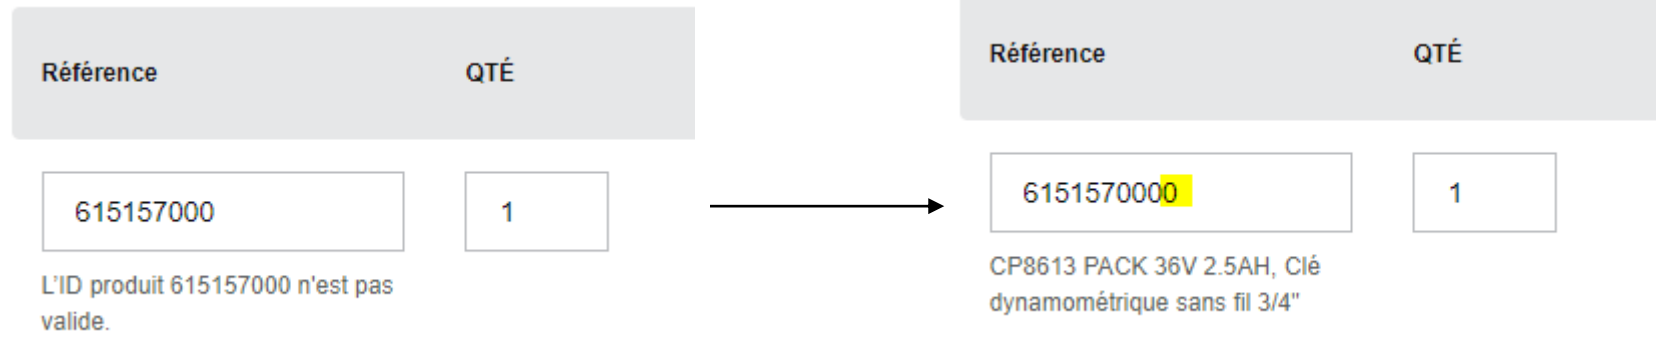 Référence QTÉ
615157000 1
L'ID produit 615157000 n'est pas
valide.
Référence QTÉ
6151570000 1
CP8613 PACK 36V 2.5AH, Clé
dynamométrique sans fil 3/4"